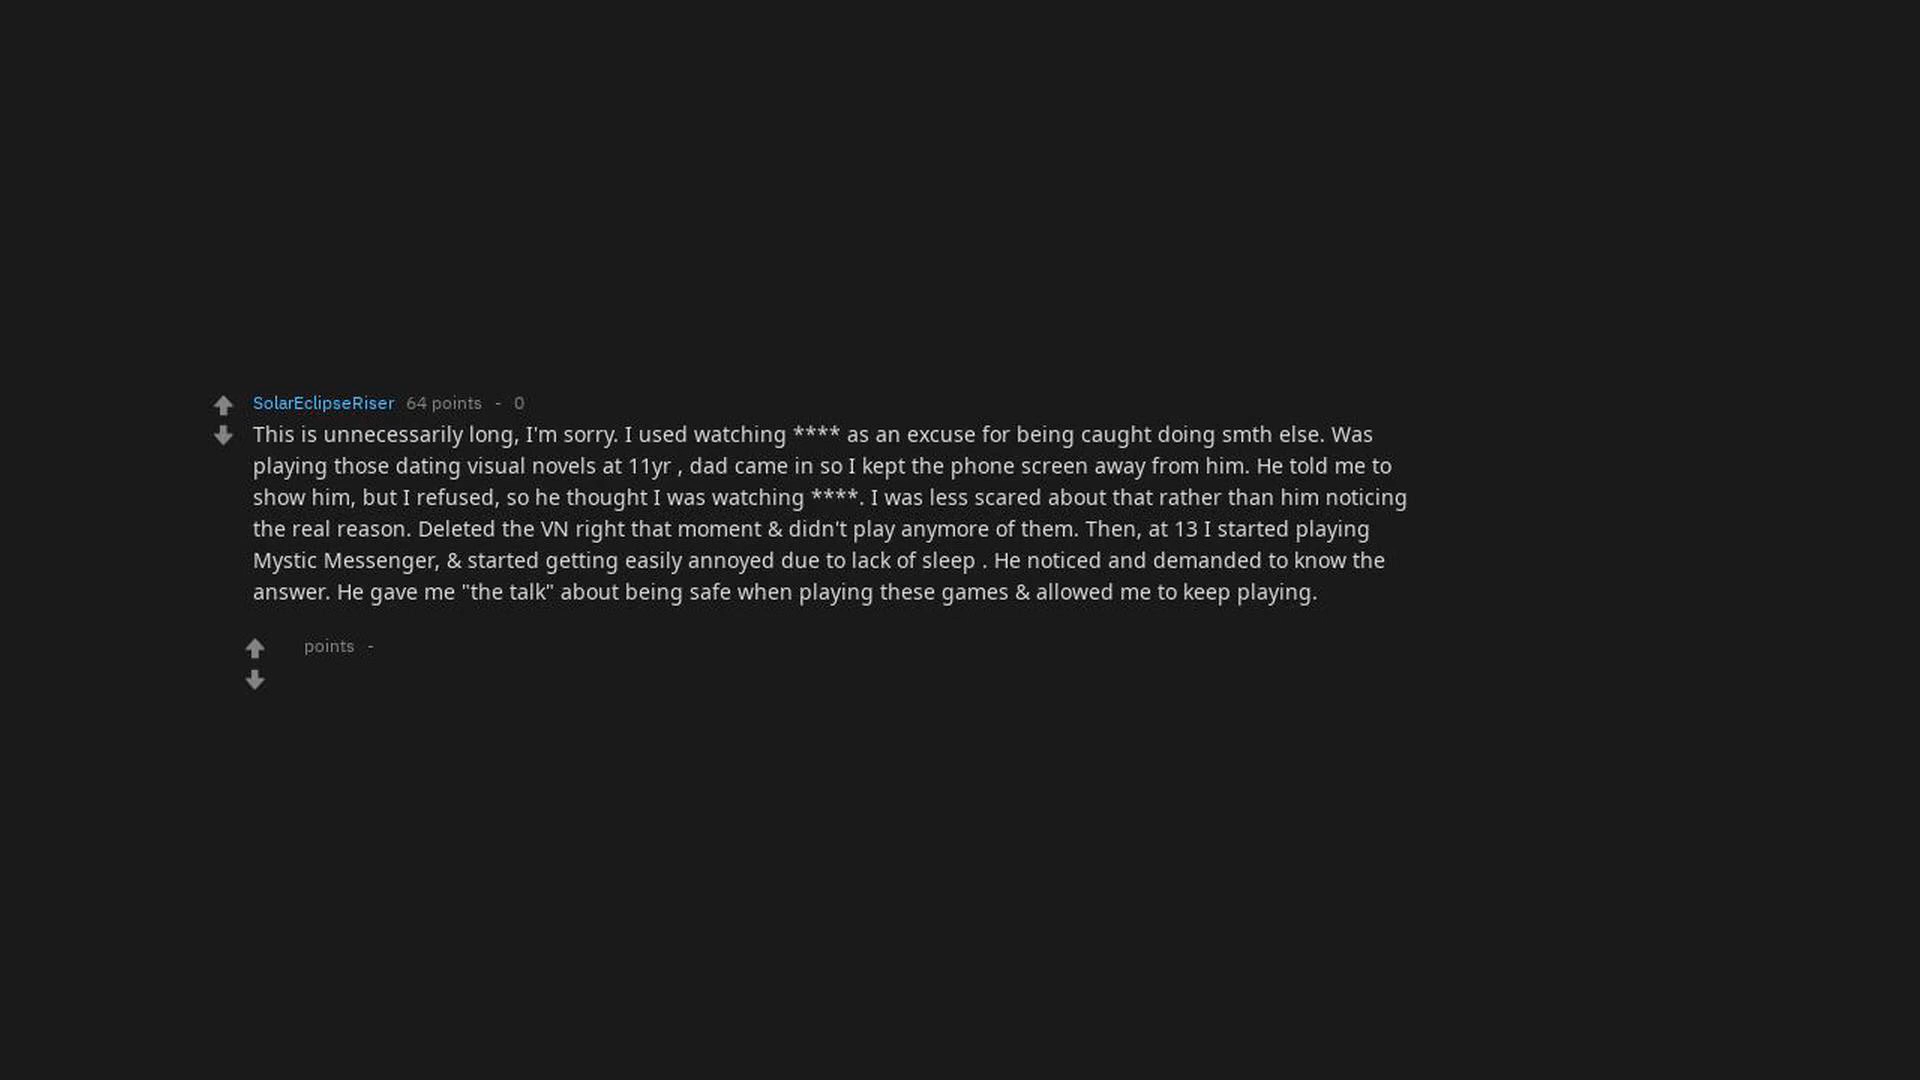 SolarEclipseRiser 64 points - 0
This is unnecessarily long, I'm sorry. I used watching **** as an excuse for being caught doing smth else. Was
playing those dating visual novels at 11yr , dad came in so I kept the phone screen away from him. He told me to
show him, but I refused, so he thought I was watching ****. I was less scared about that rather than him noticing
the real reason. Deleted the VN right that moment & didn't play anymore of them. Then, at 13 I started playing
Mystic Messenger, & started getting easily annoyed due to lack of sleep . He noticed and demanded to know the
answer. He gave me "the talk" about being safe when playing these games & allowed me to keep playing.
points -